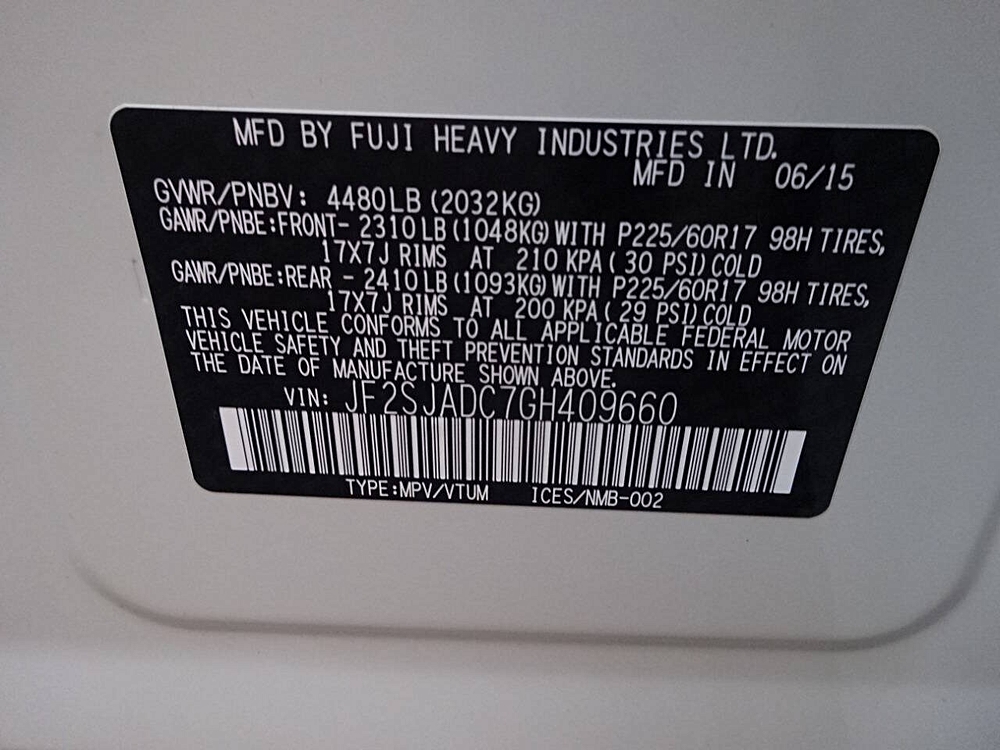 MFD BY FUJI HEAVY INDUSTRIES LTD.
MFD IN 06/15
GVWR/PNBV: 4480LB (2032KG)
GAWR/PNBE:FRONT- 2310LB (1048KG) WITH P225/60R17 98H TIRES,
17X7J RIMS AT 210 KPA ( 30 PSI) COLD
GAWR/PNBE:REAR - 2410LB (1093KG) WITH P225/60R17 98H TIRES,
17X7J RIMS AT 200 KPA ( 29 PSI) COLD
THIS VEHICLE CONFORMS TO ALL APPLICABLE FEDERAL MOTOR
VEHICLE SAFETY AND THEFT PREVENTION STANDARDS IN EFFECT ON
THE DATE OF MANUFACTURE SHOWN ABOVE.
VIN: JF2SJADC7GH409660
TYPE:MPV/VTUM ICES/NMB-002